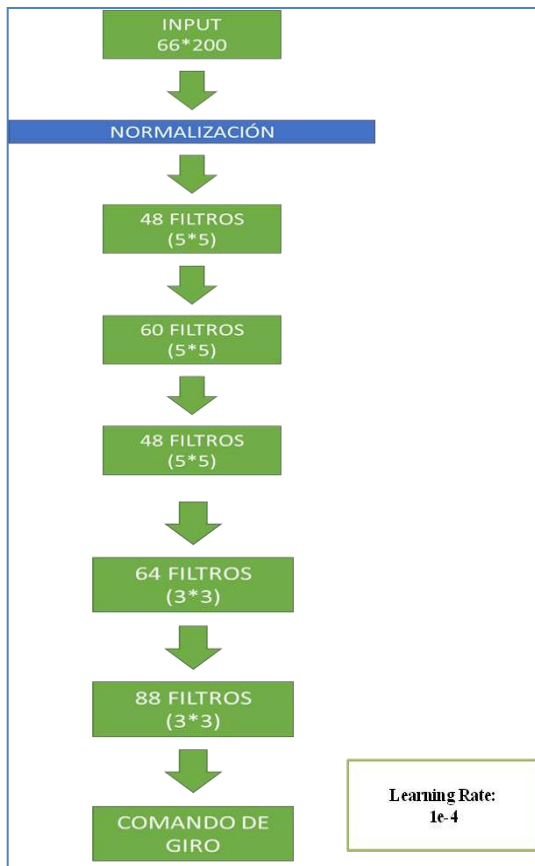 INPUT
66*200
NORMALIZACIÓN
48 FILTROS
(5*5)
60 FILTROS
(5*5)
48 FILTROS
(5*5)
64 FILTROS
(3*3)
88 FILTROS
(3*3)
COMANDO DE
GIRO
Learning Rate:
1e-4